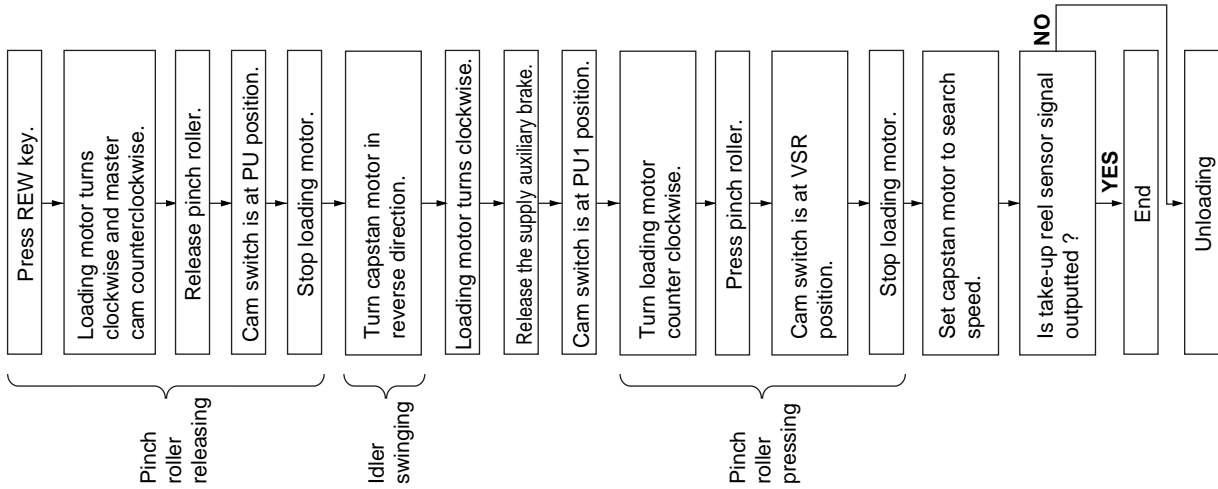 Press REW key.
Loading motor turns
clockwise and master
cam counterclockwise.
Release pinch roller.
Cam switch is at PU position.
Stop loading motor.
Pinch
roller
releasing
Turn capstan motor in
reverse direction.
Idler
swinging
Loading motor turns clockwise.
Release the supply auxiliary brake.
Cam switch is at PU1 position.
Turn loading motor
counter clockwise.
Press pinch roller.
Cam switch is at VSR
position.
Stop loading motor.
Pinch
roller
pressing
Set capstan motor to search
speed.
Is take-up reel sensor signal
outputted ?
NO
YES
End
Unloading